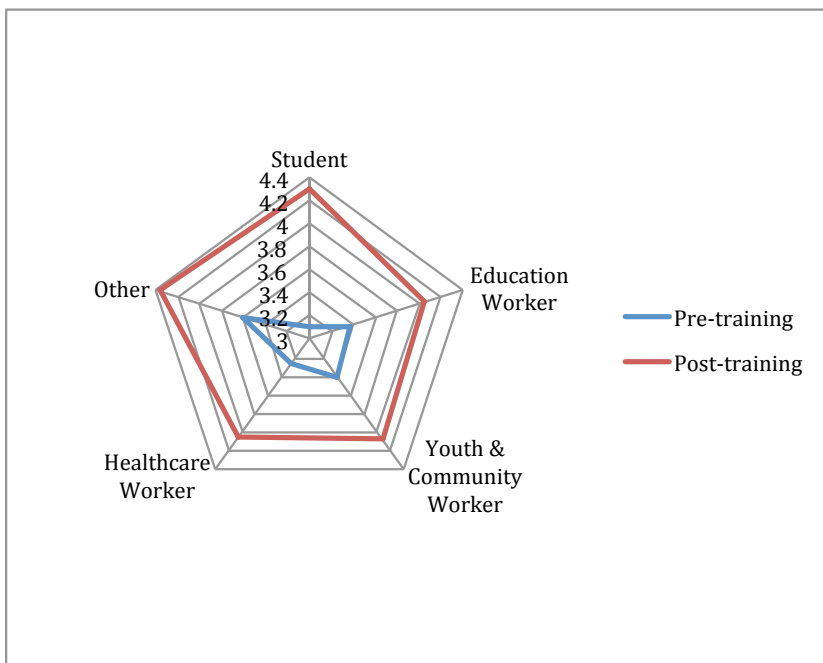 Student
4.4
4.2
4
3.8
3.6
3.4
3.2
3
Other
Education
Worker
Pre-training
Post-training
Healthcare
Worker
Youth &
Community
Worker